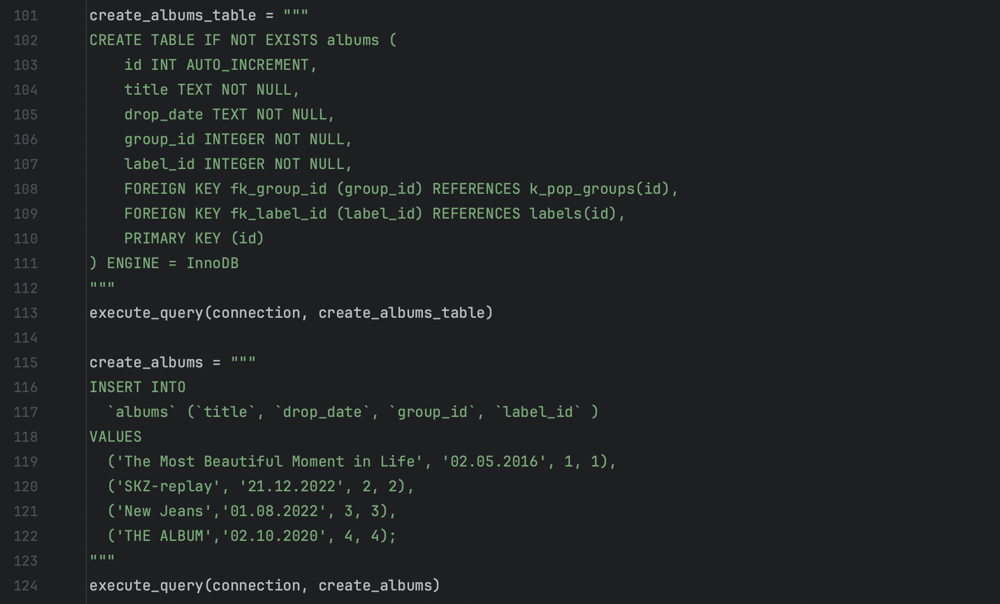 101 create_albums_table = """
102 CREATE TABLE IF NOT EXISTS albums (
103     id INT AUTO_INCREMENT,
104     title TEXT NOT NULL,
105     drop_date TEXT NOT NULL,
106     group_id INTEGER NOT NULL,
107     label_id INTEGER NOT NULL,
108     FOREIGN KEY fk_group_id (group_id) REFERENCES k_pop_groups(id),
109     FOREIGN KEY fk_label_id (label_id) REFERENCES labels(id),
110     PRIMARY KEY (id)
111 ) ENGINE = InnoDB
112 """
113 execute_query(connection, create_albums_table)
114
115 create_albums = """
116 INSERT INTO
117   `albums` (`title`, `drop_date`, `group_id`, `label_id` )
118 VALUES
119   ('The Most Beautiful Moment in Life', '02.05.2016', 1, 1),
120   ('SKZ-replay', '21.12.2022', 2, 2),
121   ('New Jeans','01.08.2022', 3, 3),
122   ('THE ALBUM','02.10.2020', 4, 4);
123 """
124 execute_query(connection, create_albums)